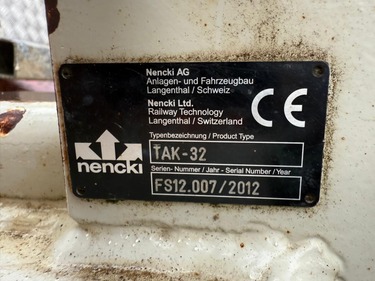 Nencki AG
Anlagen- und Fahrzeugbau
Langenthal / Schweiz
Nencki Ltd.
Railway Technology
Langenthal / Switzerland
CE
nencki
Typenbezeichnung / Product Type
TAK-32
Serien- Nummer / Jahr - Serial Number / Year
FS12.007/2012